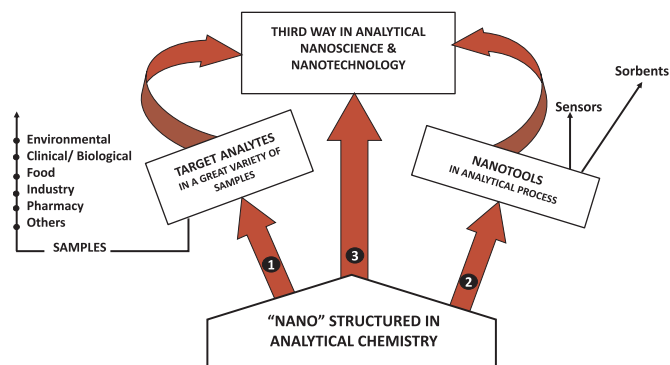 THIRD WAY IN ANALYTICAL
NANOSCIENCE &
NANOTECHNOLOGY
Sorbents
Sensors
Environmental
Clinical/ Biological
Food
Industry
Pharmacy
Others
SAMPLES
TARGET ANALYTES
IN A GREAT VARIETY OF
SAMPLES
NANOTOOLS
IN ANALYTICAL PROCESS
1
3
2
“NANO” STRUCTURED IN
ANALYTICAL CHEMISTRY